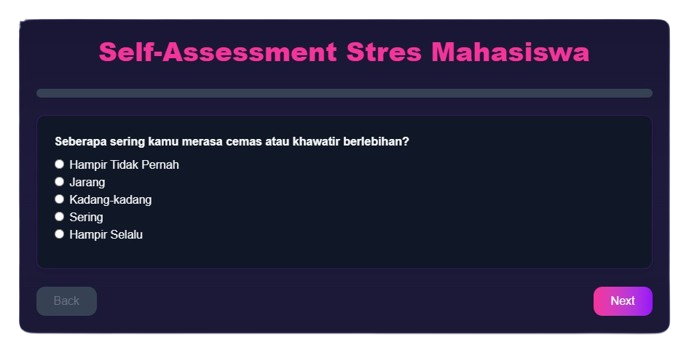 Self-Assessment Stres Mahasiswa
Seberapa sering kamu merasa cemas atau khawatir berlebihan?
Hampir Tidak Pernah
Jarang
Kadang-kadang
Sering
Hampir Selalu
Back
Next